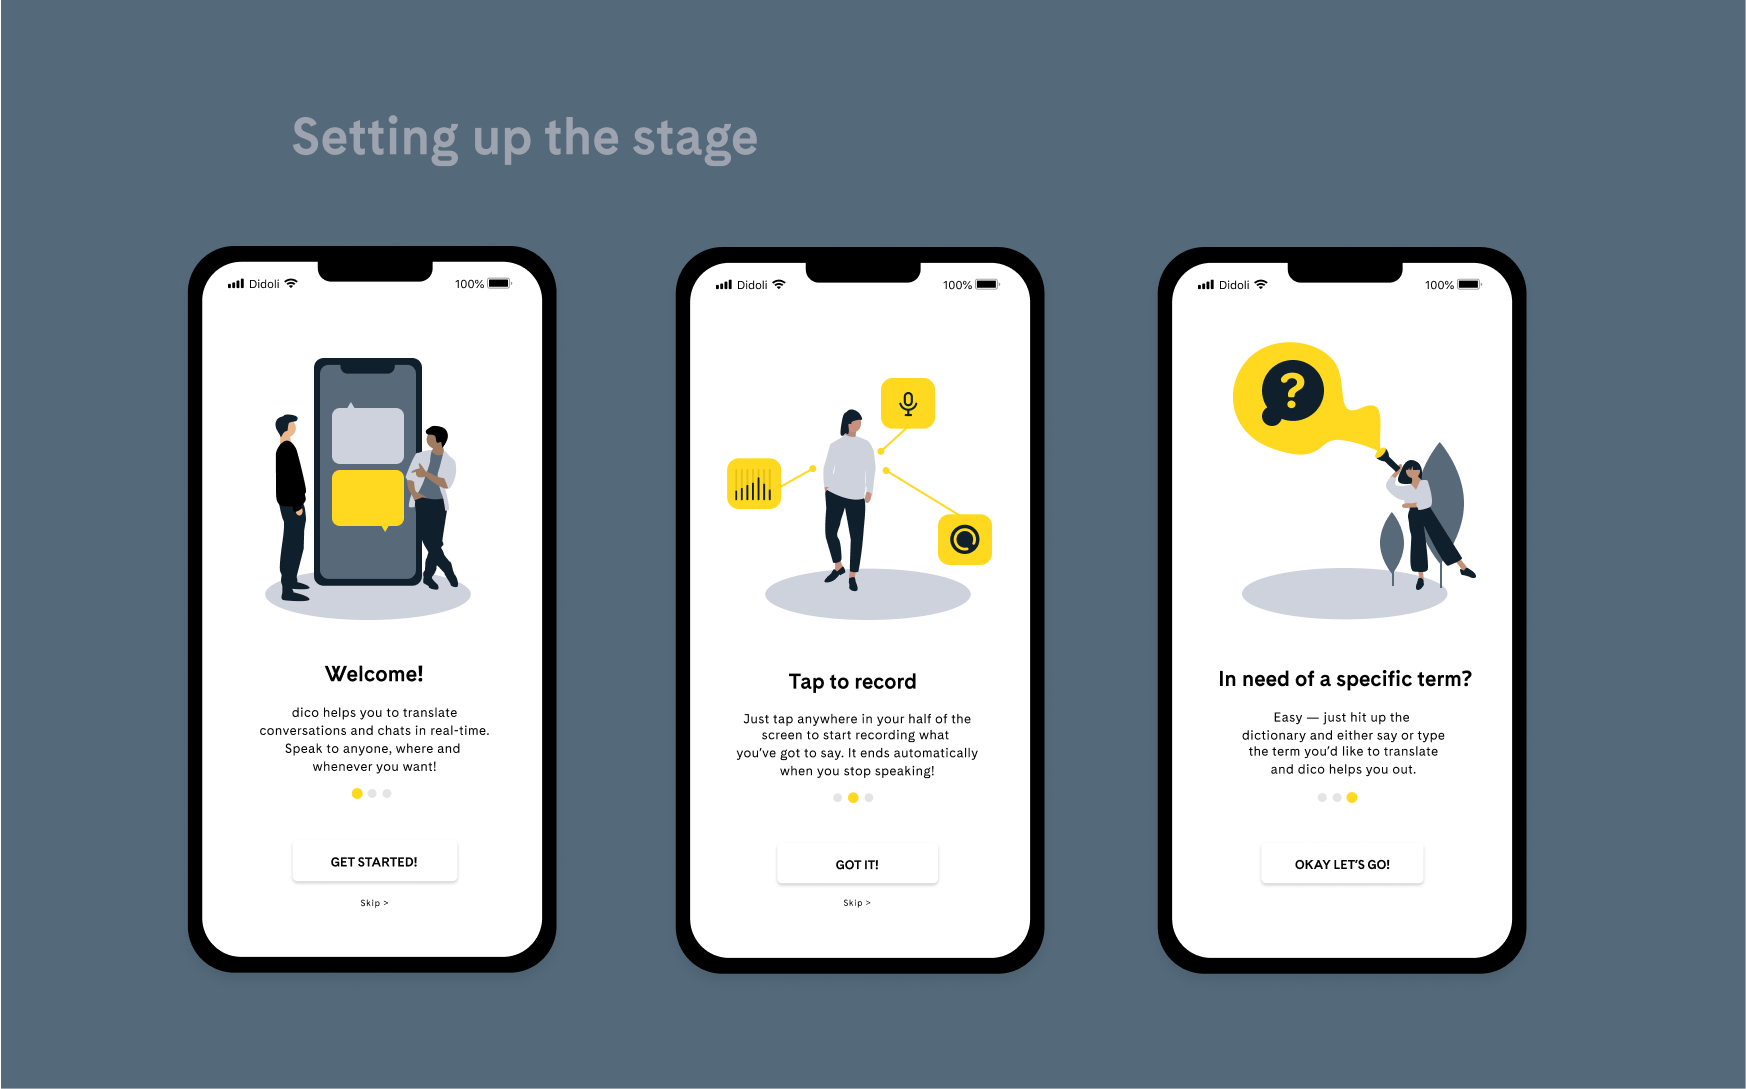 Setting up the stage
Didoli
100%
Welcome!
dico helps you to translate
conversations and chats in real-time.
Speak to anyone, where and
whenever you want!
GET STARTED!
Skip >
Didoli
100%
Tap to record
Just tap anywhere in your half of the
screen to start recording what
you've got to say. It ends automatically
when you stop speaking!
GOT IT!
Skip >
Didoli
100%
?
In need of a specific term?
Easy — just hit up the
dictionary and either say or type
the term you'd like to translate
and dico helps you out.
OKAY LET'S GO!